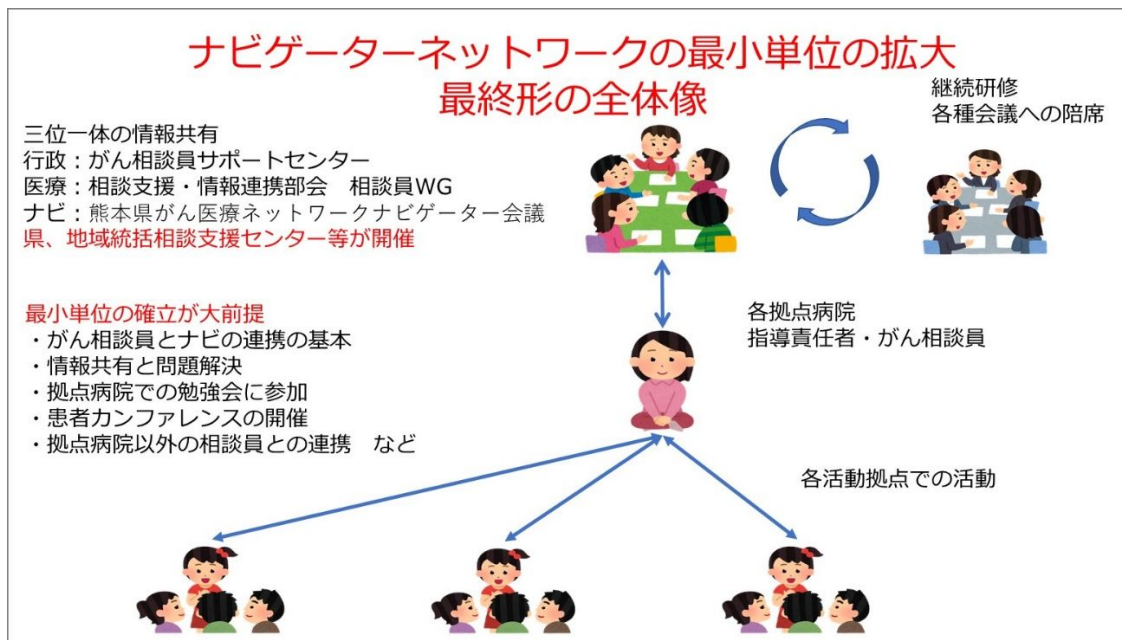 ナビゲーターネットワークの最小単位の拡大
最終形の全体像
継続研修
各種会議への陪席
三位一体の情報共有
行政：がん相談員サポートセンター
医療：相談支援・情報連携部会　相談員WG
ナビ：熊本県がん医療ネットワークナビゲーター会議
県、地域統括相談支援センター等が開催
最小単位の確立が大前提
・がん相談員とナビの連携の基本
・情報共有と問題解決
・拠点病院での勉強会に参加
・患者カンファレンスの開催
・拠点病院以外の相談員との連携　など
各拠点病院
指導責任者・がん相談員
各活動拠点での活動